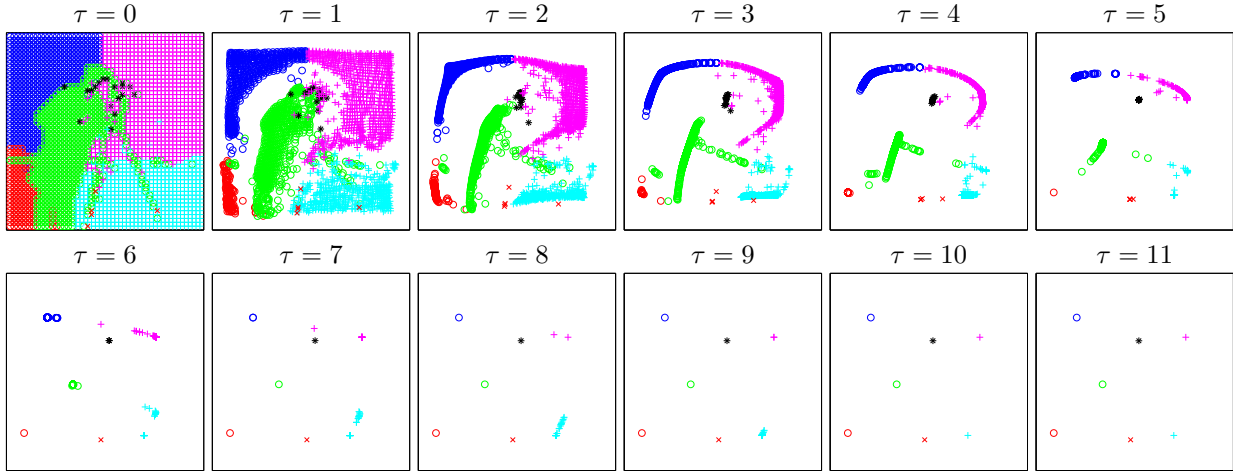 τ = 0
τ = 1
τ = 2
τ = 3
τ = 4
τ = 5
τ = 6
τ = 7
τ = 8
τ = 9
τ = 10
τ = 11